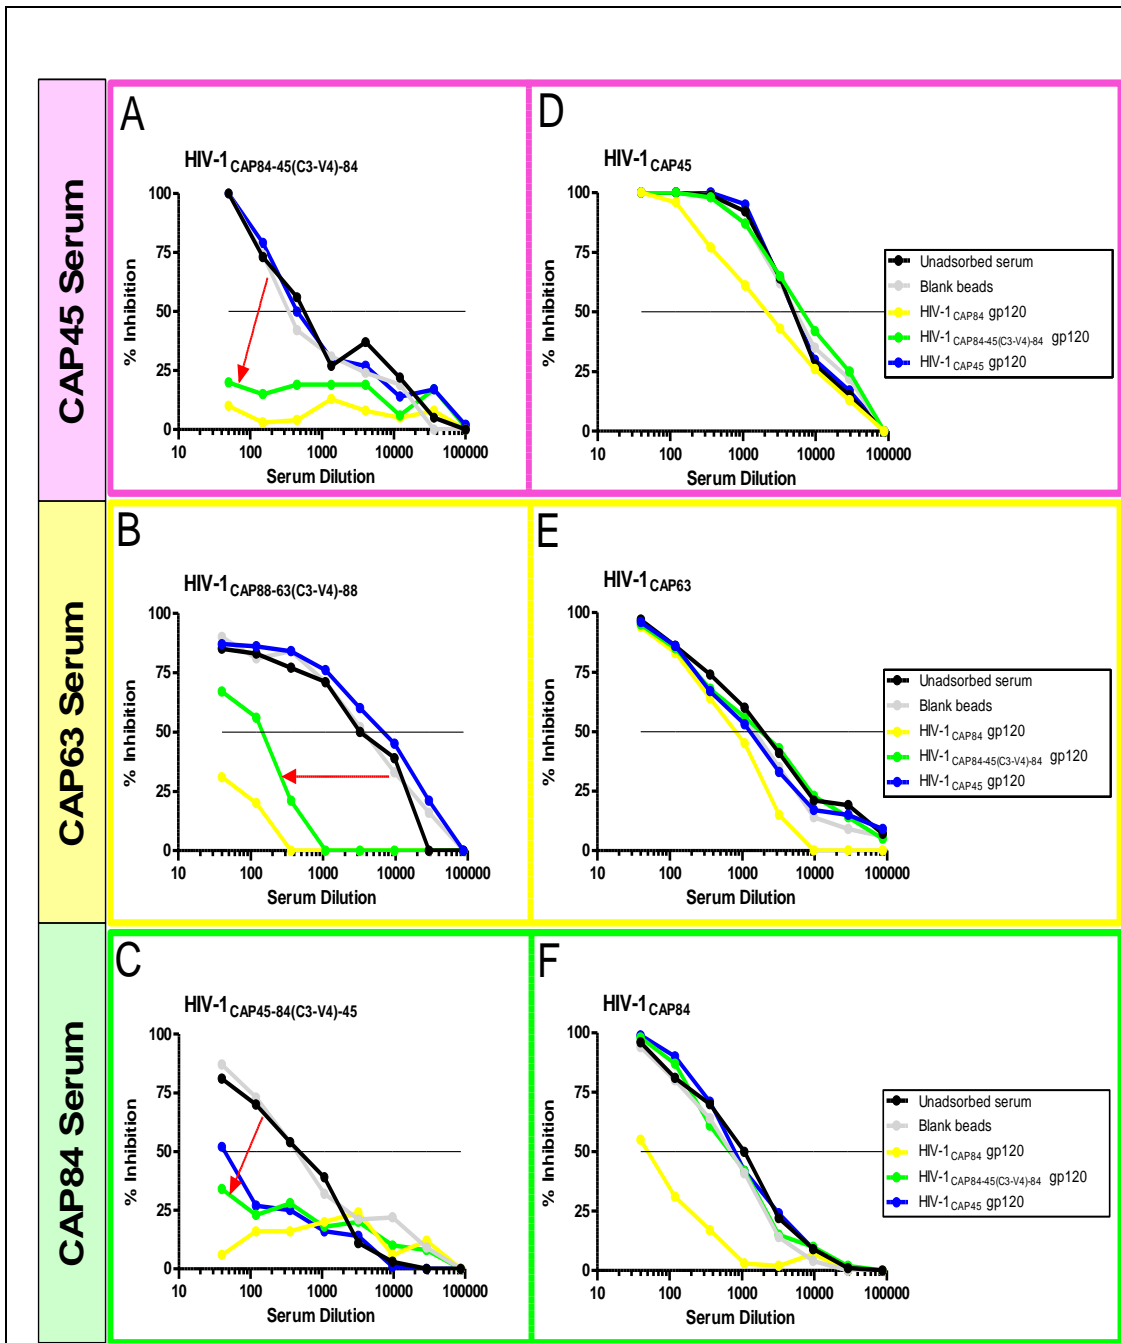 CAP45 Serum
A
HIV-1CAP84-45(C3-V4)-84
100
75
50
25
0
% Inhibition
10 100 1000 10000 100000
Serum Dilution
D
HIV-1CAP45
100
75
50
25
0
% Inhibition
10 100 1000 10000 100000
Serum Dilution
Unadsorbed serum
Blank beads
HIV-1CAP84 gp120
HIV-1CAP84-45(C3-V4)-84 gp120
HIV-1CAP45 gp120
CAP63 Serum
B
HIV-1CAP88-63(C3-V4)-88
100
75
50
25
0
% Inhibition
10 100 1000 10000 100000
Serum Dilution
E
HIV-1CAP63
100
75
50
25
0
% Inhibition
10 100 1000 10000 100000
Serum Dilution
Unadsorbed serum
Blank beads
HIV-1CAP84 gp120
HIV-1CAP84-45(C3-V4)-84 gp120
HIV-1CAP45 gp120
CAP84 Serum
C
HIV-1CAP45-84(C3-V4)-45
100
75
50
25
0
% Inhibition
10 100 1000 10000 100000
Serum Dilution
F
HIV-1CAP84
100
75
50
25
0
% Inhibition
10 100 1000 10000 100000
Serum Dilution
Unadsorbed serum
Blank beads
HIV-1CAP84 gp120
HIV-1CAP84-45(C3-V4)-84 gp120
HIV-1CAP45 gp120